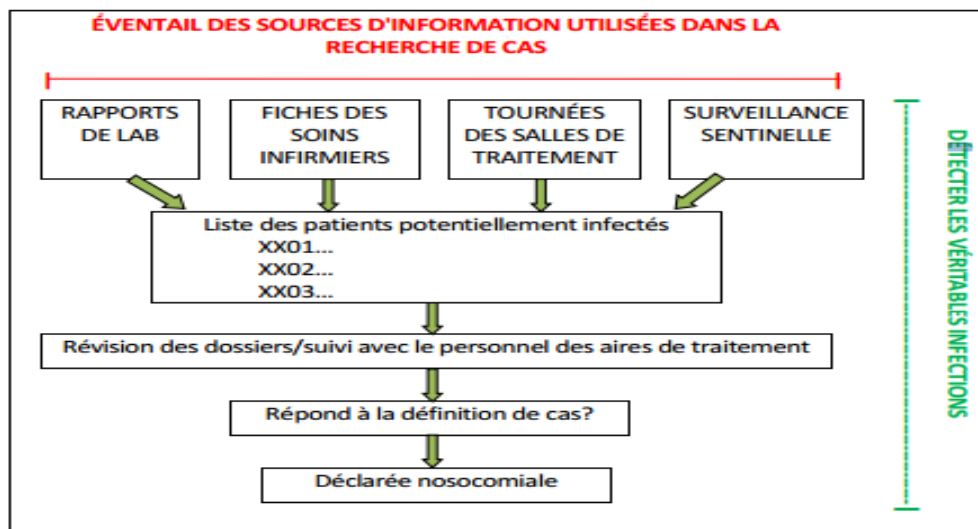 ÉVENTAIL DES SOURCES D'INFORMATION UTILISÉES DANS LA
RECHERCHE DE CAS
RAPPORTS
DE LAB
FICHES DES
SOINS
INFIRMIERS
TOURNÉES
DES SALLES DE
TRAITEMENT
SURVEILLANCE
SENTINELLE
Liste des patients potentiellement infectés
XX01...
XX02...
XX03...
Révision des dossiers/suivi avec le personnel des aires de traitement
Répond à la définition de cas?
Déclarée nosocomiale
DÉTECTER LES VÉRITABLES INFECTIONS